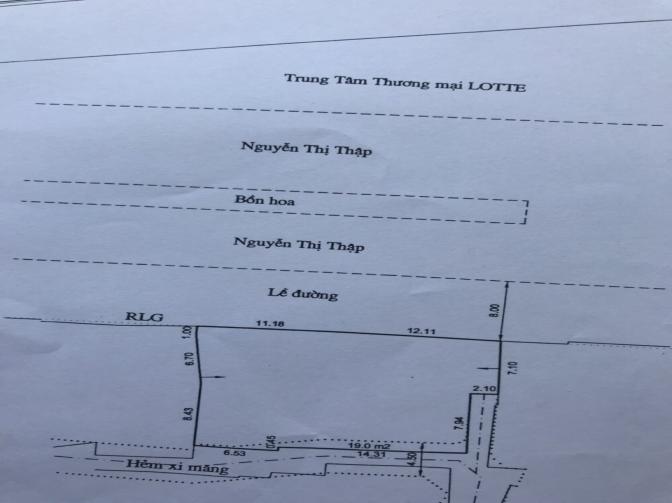 Trung Tâm Thương mại LOTTE
Nguyễn Thị Thập
Bồn hoa
Nguyễn Thị Thập
Lề đường
8.00
RLG
1.00
11.18
12.11
6.70
7.10
2.10
8.43
7.94
0.45
19.0 m2
6.53
14.31
4.50
Hẻm xi măng